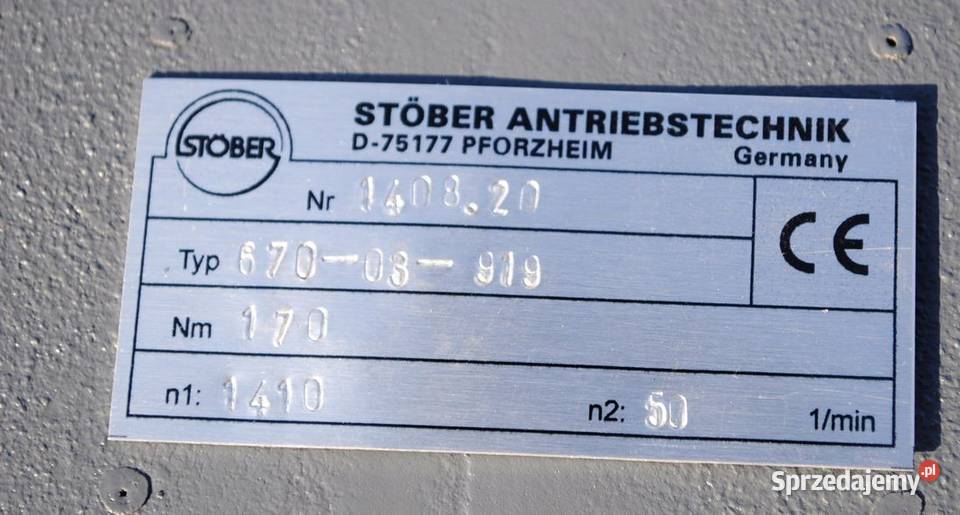 STÖBER
STÖBER ANTRIEBSTECHNIK
D-75177 PFORZHEIM
Germany
Nr 1408.20
CE
Typ 670-03-919
Nm 170
n1: 1410 n2: 50 1/min
Sprzedajemy.pl